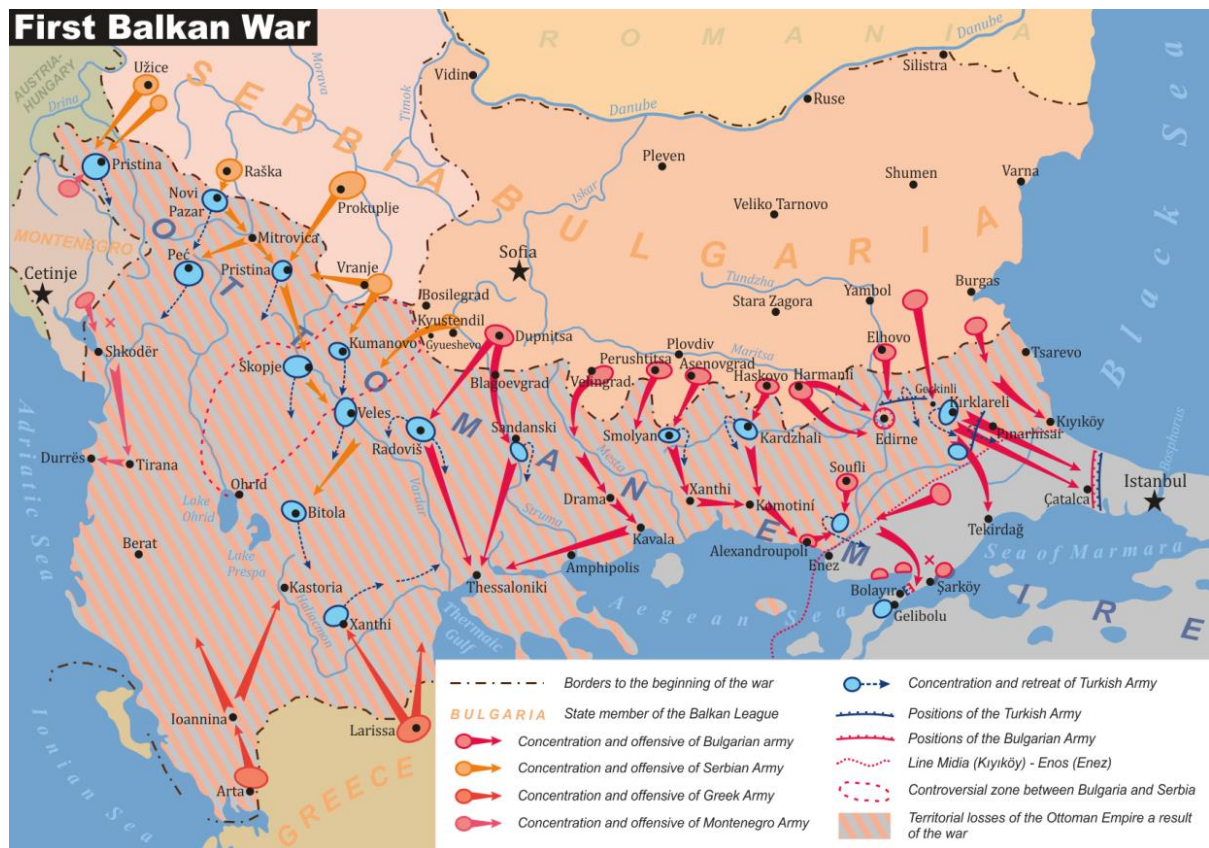 First Balkan War
AUSTRIA-
HUNGARY
Užice
Drina
SERBIA
Morava
Timok
Vidin
ROMANIA
Danube
Silistra
Danube
Ruse
Black Sea
Pristina
Raška
Novi
Pazar
Prokuplje
Pleven
Iskar
Shumen
Varna
Veliko Tarnovo
BULGARIA
MONTENEGRO
Mitrovica
Cetinje
Peć
Pristina
Vranje
Sofia
Tundzha
Bosilegrad
Stara Zagora
Yambol
Burgas
Kyustendil
Gyueshevo
Dupnitsa
Shkodër
Kumanovo
Plovdiv
Maritsa
Elhovo
Tsarevo
Škopje
Blagoevgrad
Velingrad
Perushtitsa
Asenovgrad
Haskovo
Harmanli
Geckinli
Kırklareli
Kıyıköy
Veles
OTTOMAN EMPIRE
Radoviš
Sandanski
Smolyan
Kardzhali
Edirne
Pınarhisar
Bosphorus
Adriatic Sea
Durrës
Tirana
Mesta
Soufli
Ohrid
Lake
Ohrid
Vardar
Drama
Xanthi
Komotiní
Çatalca
Istanbul
Bitola
Struma
Kavala
Alexandroupoli
Tekirdağ
Berat
Lake
Prespa
Amphipolis
Enez
Sea of Marmara
Kastoria
Thessaloniki
Haliacmon
Bolayır
Şarköy
Gelibolu
Xanthi
Thermaic
Gulf
Aegean Sea
Ioannina
Larissa
Ionian Sea
Arta
GREECE
Borders to the beginning of the war
BULGARIA State member of the Balkan League
Concentration and offensive of Bulgarian army
Concentration and offensive of Serbian Army
Concentration and offensive of Greek Army
Concentration and offensive of Montenegro Army
Concentration and retreat of Turkish Army
Positions of the Turkish Army
Positions of the Bulgarian Army
Line Midia (Kıyıköy) - Enos (Enez)
Controversial zone between Bulgaria and Serbia
Territorial losses of the Ottoman Empire a result
of the war